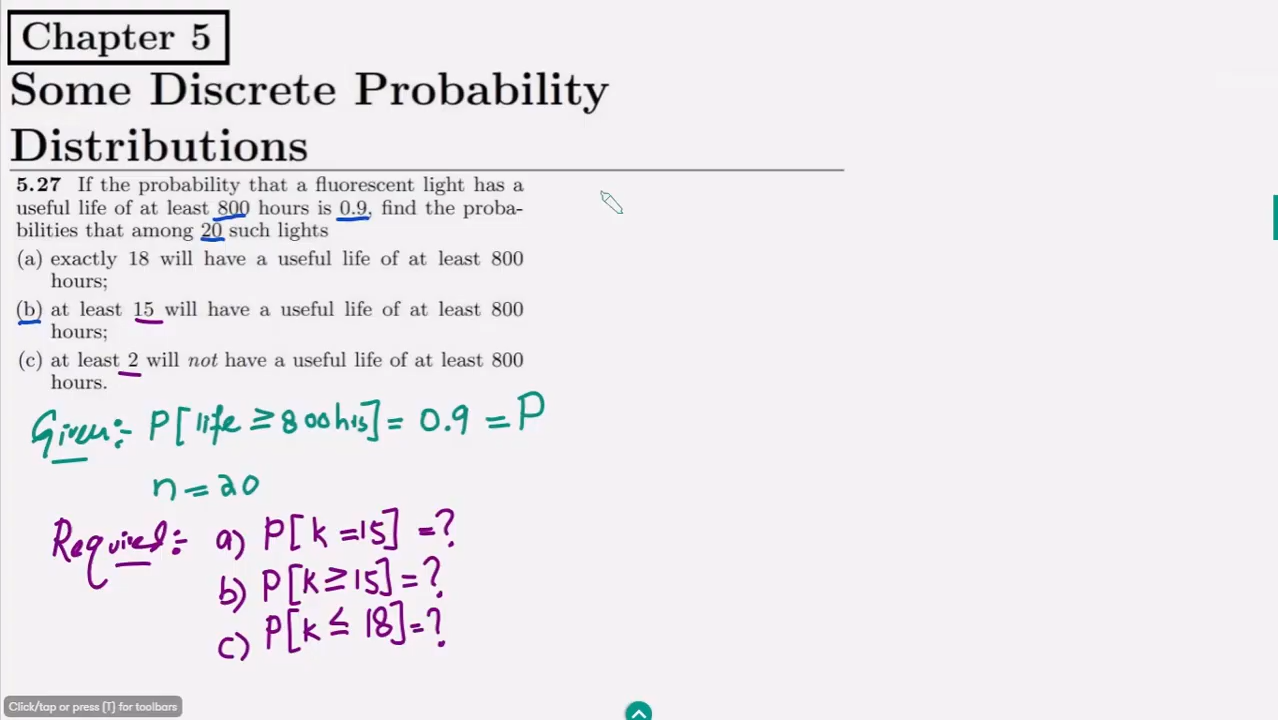 Chapter 5
Some Discrete Probability
Distributions
5.27 If the probability that a fluorescent light has a
useful life of at least 800 hours is 0.9, find the proba-
bilities that among 20 such lights
(a) exactly 18 will have a useful life of at least 800
hours;
(b) at least 15 will have a useful life of at least 800
hours;
(c) at least 2 will not have a useful life of at least 800
hours.
Given:- P[life ≥ 800hrs] = 0.9 = P
n = 20
Required:- a) P[k = 15] = ?
b) P[k ≥ 15] = ?
c) P[k ≤ 18] = ?
Click/tap or press (T) for toolbars